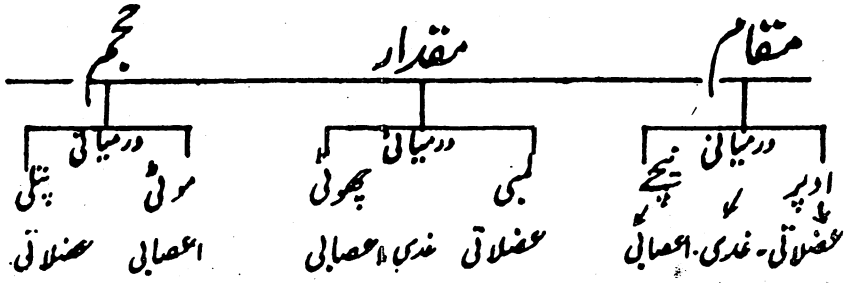 مقام مقدار حجم
درمیانی درمیانی درمیانی
اوپر نیچے لمبی چھوٹی موٹی پتلی
عضلاتی - غدی - اعصابی عضلاتی غدی اعصابی اعصابی عضلاتی